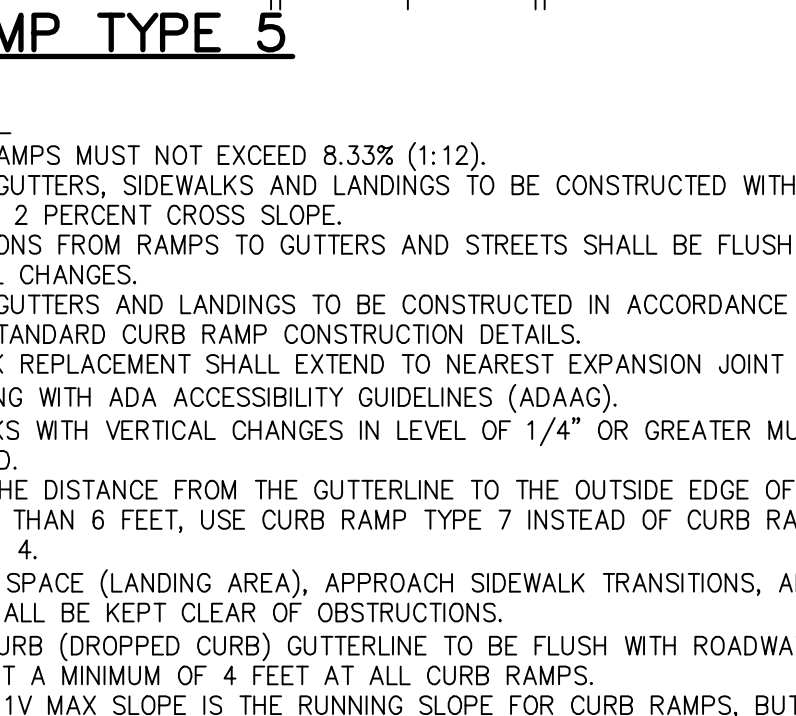 MP TYPE 5
AMPS MUST NOT EXCEED 8.33% (1:12).
GUTTERS, SIDEWALKS AND LANDINGS TO BE CONSTRUCTED WITH
2 PERCENT CROSS SLOPE.
ONS FROM RAMPS TO GUTTERS AND STREETS SHALL BE FLUSH
L CHANGES.
GUTTERS AND LANDINGS TO BE CONSTRUCTED IN ACCORDANCE
TANDARD CURB RAMP CONSTRUCTION DETAILS.
K REPLACEMENT SHALL EXTEND TO NEAREST EXPANSION JOINT
NG WITH ADA ACCESSIBILITY GUIDELINES (ADAAG).
KS WITH VERTICAL CHANGES IN LEVEL OF 1/4" OR GREATER MU
D.
HE DISTANCE FROM THE GUTTERLINE TO THE OUTSIDE EDGE OF
THAN 6 FEET, USE CURB RAMP TYPE 7 INSTEAD OF CURB RA
4.
SPACE (LANDING AREA), APPROACH SIDEWALK TRANSITIONS, A
ALL BE KEPT CLEAR OF OBSTRUCTIONS.
URB (DROPPED CURB) GUTTERLINE TO BE FLUSH WITH ROADWA
T A MINIMUM OF 4 FEET AT ALL CURB RAMPS.
1V MAX SLOPE IS THE RUNNING SLOPE FOR CURB RAMPS, BUT